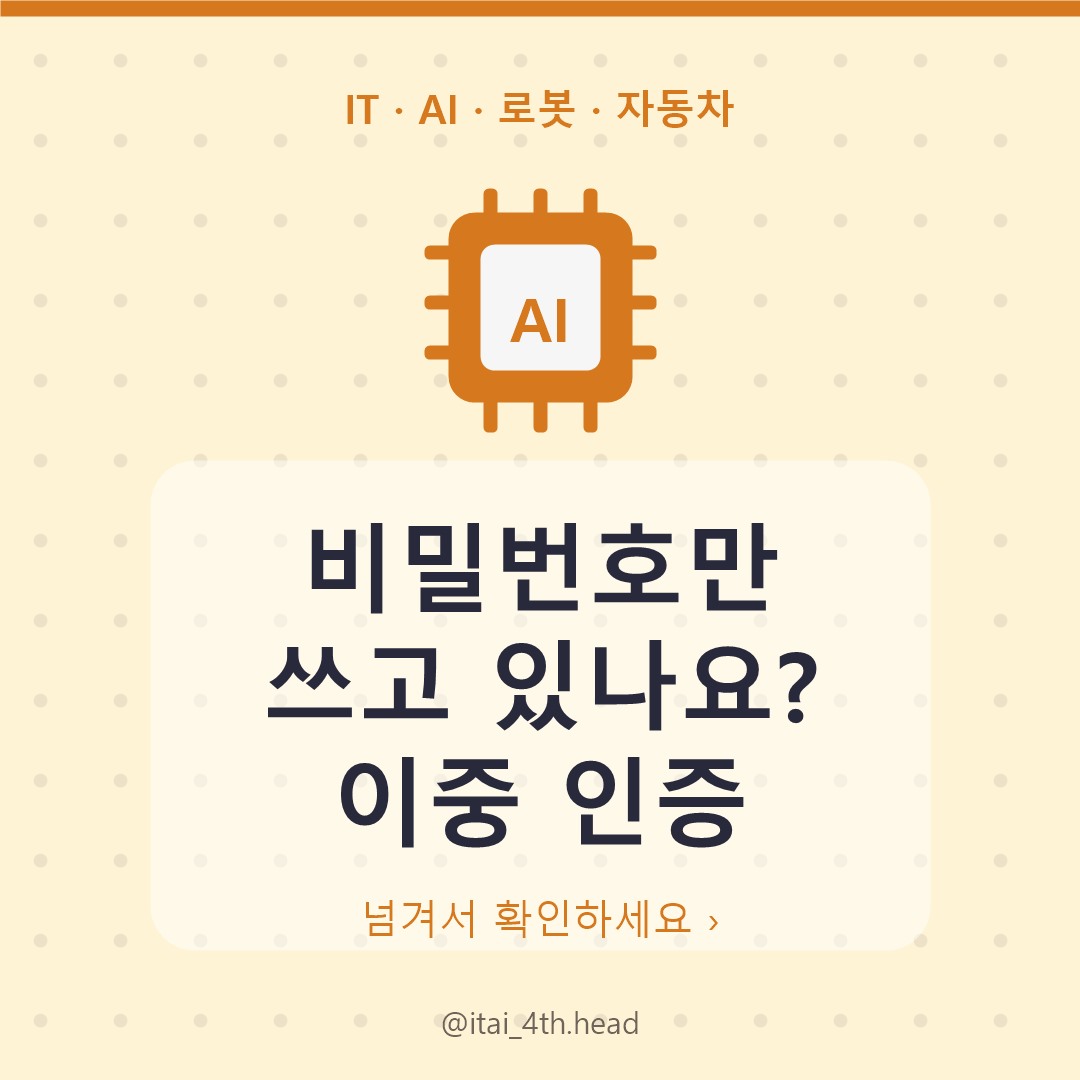 IT · AI · 로봇 · 자동차
AI
비밀번호만
쓰고 있나요?
이중 인증
넘겨서 확인하세요 ›
@itai_4th.head